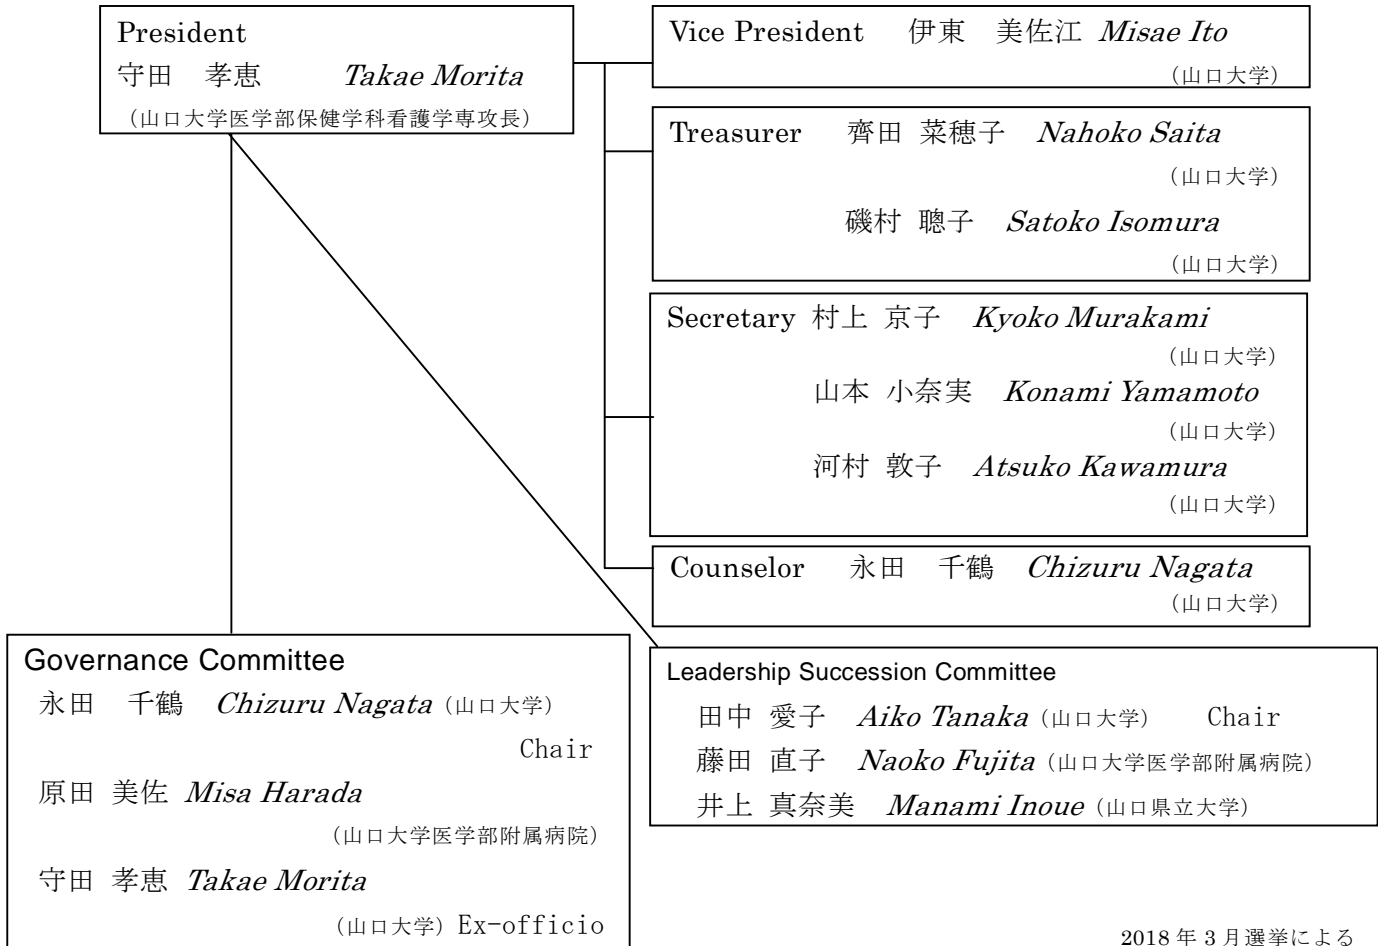 President
守田　孝恵　Takae Morita
（山口大学医学部保健学科看護学専攻長）
Vice President　伊東　美佐江 Misae Ito
（山口大学）
Treasurer　齊田 菜穂子　Nahoko Saita
（山口大学）
磯村 聰子　Satoko Isomura
（山口大学）
Secretary 村上 京子　Kyoko Murakami
（山口大学）
山本 小奈実　Konami Yamamoto
（山口大学）
河村 敦子　Atsuko Kawamura
（山口大学）
Counselor　永田　千鶴　Chizuru Nagata
（山口大学）
Governance Committee
永田　千鶴　Chizuru Nagata（山口大学）
Chair
原田 美佐 Misa Harada
（山口大学医学部附属病院）
守田 孝恵 Takae Morita
（山口大学）Ex-officio
Leadership Succession Committee
田中 愛子　Aiko Tanaka（山口大学）　Chair
藤田 直子　Naoko Fujita（山口大学医学部附属病院）
井上 真奈美　Manami Inoue（山口県立大学）
2018 年 3 月選挙による